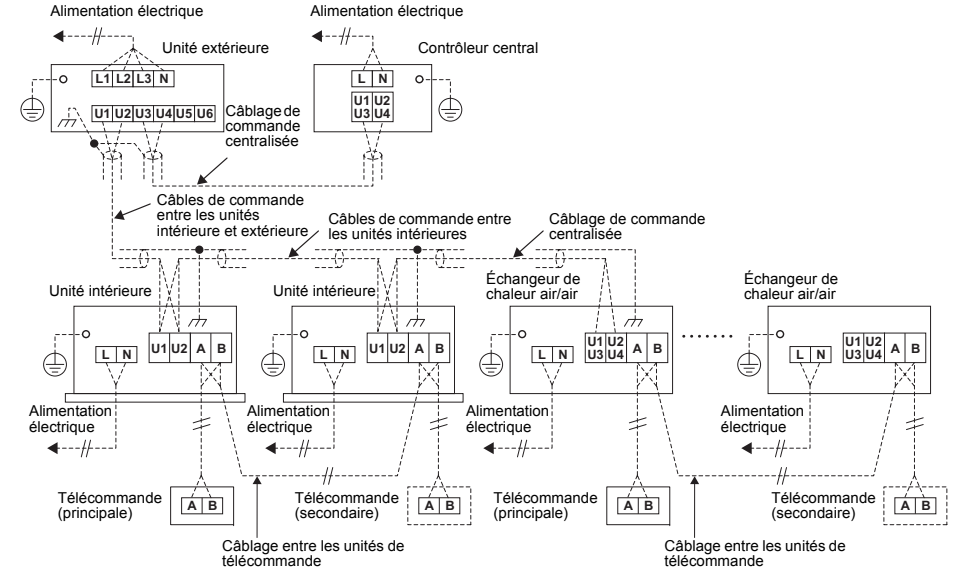 Alimentation électrique
Alimentation électrique
Unité extérieure
Contrôleur central
L1 L2 L3 N
L N
U1 U2 U3 U4 U5 U6
U1 U2
U3 U4
Câblage de
commande
centralisée
Câbles de commande
entre les unités
intérieure et extérieure
Câbles de commande entre
les unités intérieures
Câblage de commande
centralisée
Unité intérieure
Unité intérieure
Échangeur de
chaleur air/air
Échangeur de
chaleur air/air
L N
U1 U2 A B
L N
U1 U2 A B
L N
U1 U2
U3 U4
A B
L N
U1 U2
U3 U4
A B
Alimentation
électrique
Alimentation
électrique
Alimentation
électrique
Alimentation
électrique
Télécommande
(principale)
A B
Télécommande
(secondaire)
A B
Télécommande
(principale)
A B
Télécommande
(secondaire)
A B
Câblage entre les unités de
télécommande
Câblage entre les unités de
télécommande